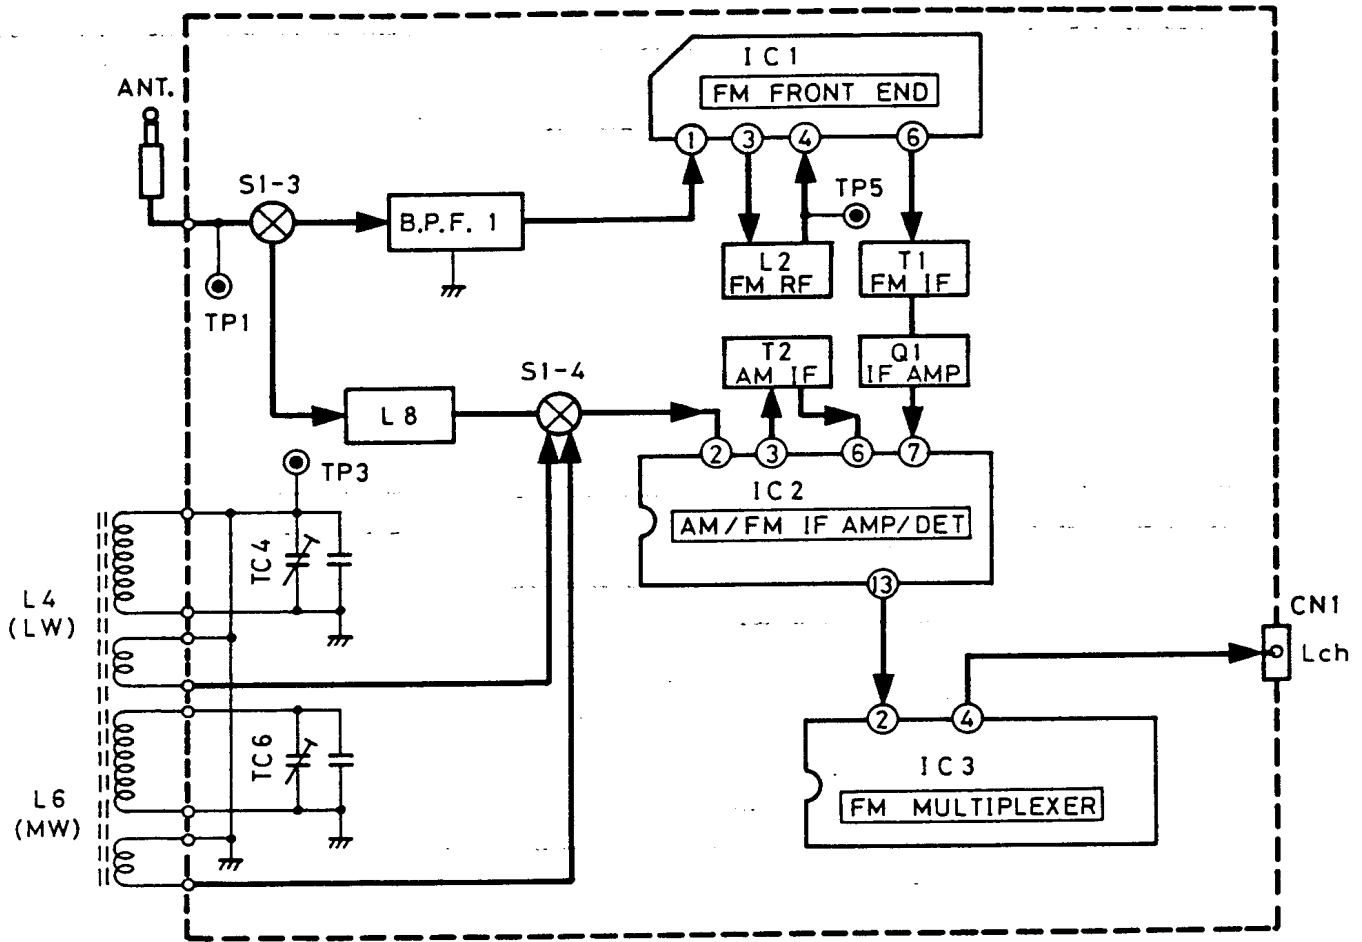 IC1
FM FRONT END
ANT.
1
3
4
6
S1-3
TP5
B.P.F. 1
L2
FM RF
T1
FM IF
TP1
T2
AM IF
Q1
IF AMP
S1-4
L8
2
3
6
7
TP3
IC2
AM/FM IF AMP/DET
TC4
13
L4
(LW)
CN1
Lch
2
4
TC6
IC3
FM MULTIPLEXER
L6
(MW)